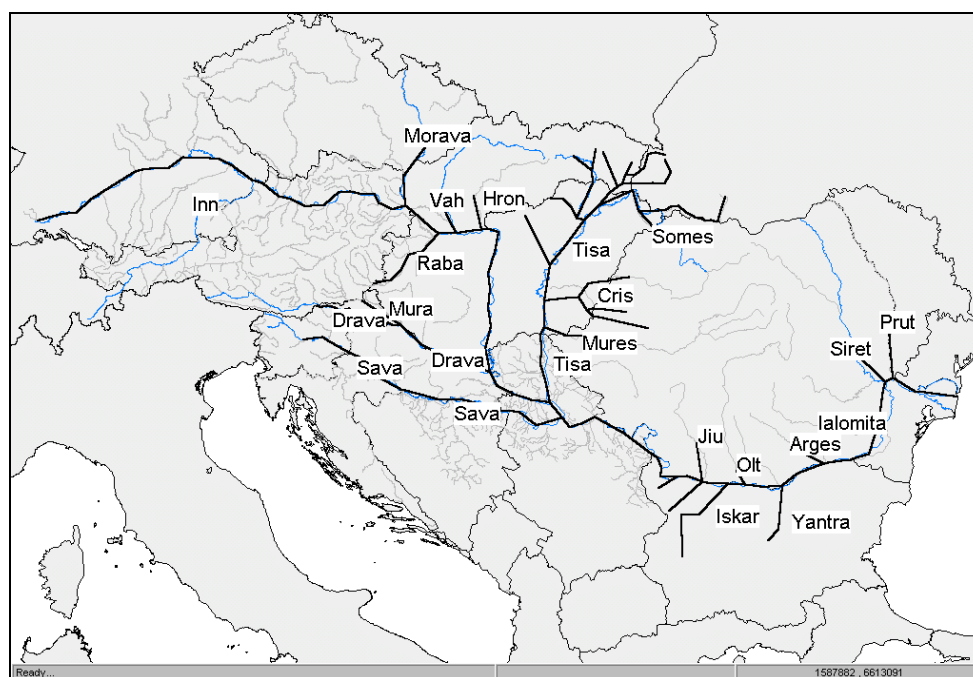 Morava
Inn
Vah
Hron
Somes
Tisa
Raba
Cris
Mura
Drava
Mures
Prut
Drava
Tisa
Siret
Sava
Sava
Ialomita
Jiu
Arges
Olt
Iskar
Yantra
Ready...
1587882 , 6613091